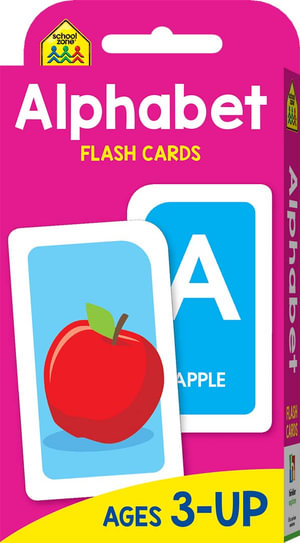 school
zone
Alphabet
FLASH CARDS
A
APPLE
AGES 3-UP
Alphabet
FLASH
CARDS